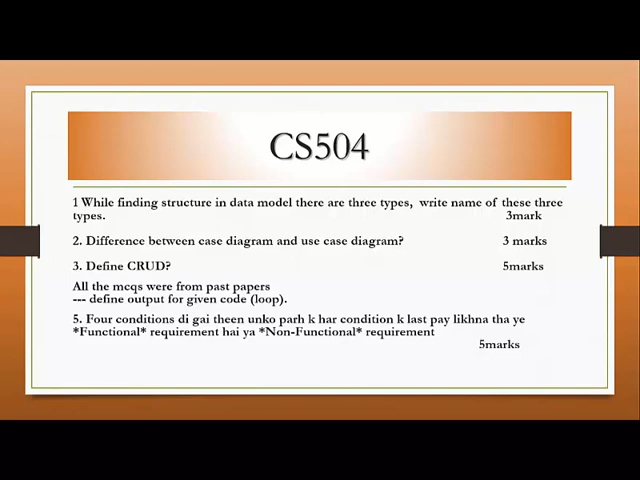 CS504
1 While finding structure in data model there are three types, write name of these three
types. 3mark
2. Difference between case diagram and use case diagram? 3 marks
3. Define CRUD? 5marks
All the mcqs were from past papers
--- define output for given code (loop).
5. Four conditions di gai theen unko parh k har condition k last pay likhna tha ye
*Functional* requirement hai ya *Non-Functional* requirement
5marks